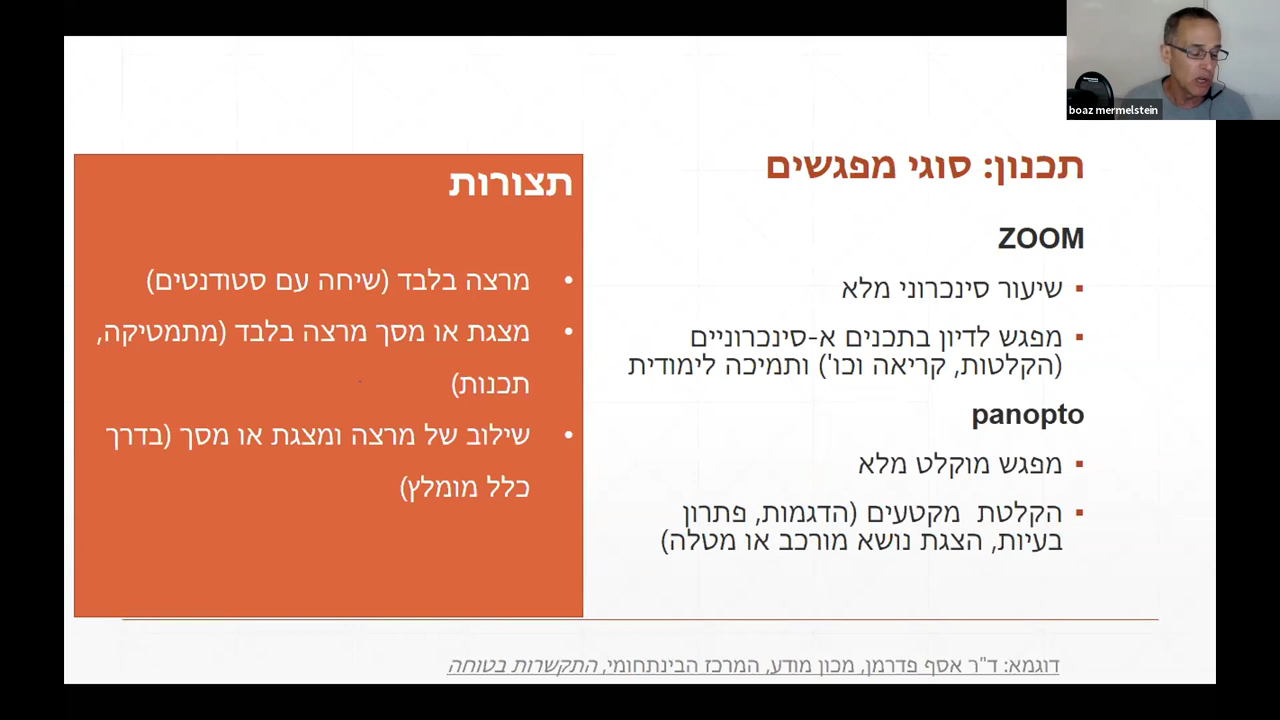 boaz mermelstein
תכנון: סוגי מפגשים
ZOOM
שיעור סינכרוני מלא
מפגש לדיון בתכנים א-סינכרוניים
(הקלטות, קריאה וכו') ותמיכה לימודית
panopto
מפגש מוקלט מלא
הקלטת מקטעים (הדגמות, פתרון
בעיות, הצגת נושא מורכב או מטלה)
תצורות
מרצה בלבד (שיחה עם סטודנטים)
מצגת או מסך מרצה בלבד (מתמטיקה,
תכנות)
שילוב של מרצה ומצגת או מסך (בדרך
כלל מומלץ)
דוגמא: ד"ר אסף פדרמן, מכון מודע, המרכז הבינתחומי, התקשרות בטוחה